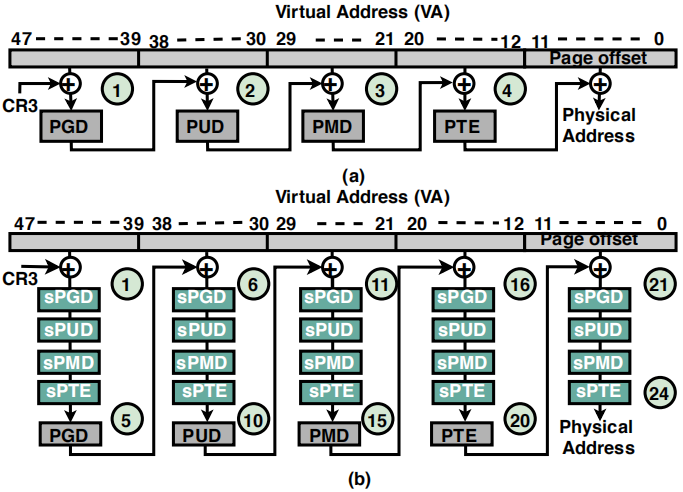 Virtual Address (VA)
47 39 38 30 29 21 20 12 11 0
Page offset
CR3 1 2 3 4
PGD PUD PMD PTE Physical
Address
(a)
Virtual Address (VA)
47 39 38 30 29 21 20 12 11 0
Page offset
CR3 1 6 11 16 21
sPGD sPGD sPGD sPGD sPGD
sPUD sPUD sPUD sPUD sPUD
sPMD sPMD sPMD sPMD sPMD
sPTE sPTE sPTE sPTE sPTE 24
5 10 15 20
PGD PUD PMD PTE Physical
Address
(b)